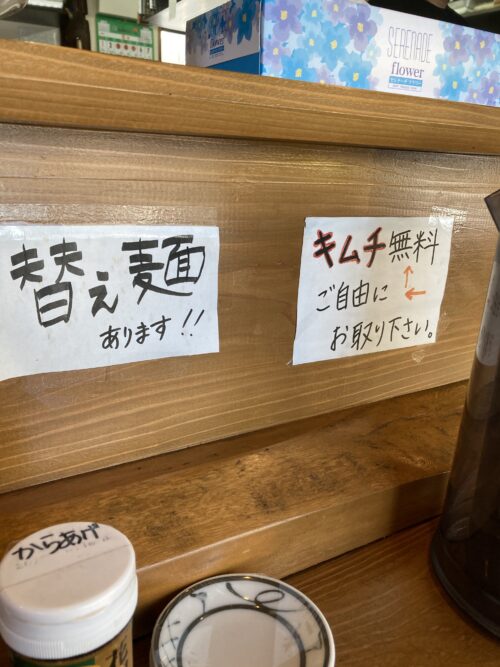 SERENADE
flower
替え麺
あります!!
キムチ無料
ご自由に
お取り下さい。
からあげ